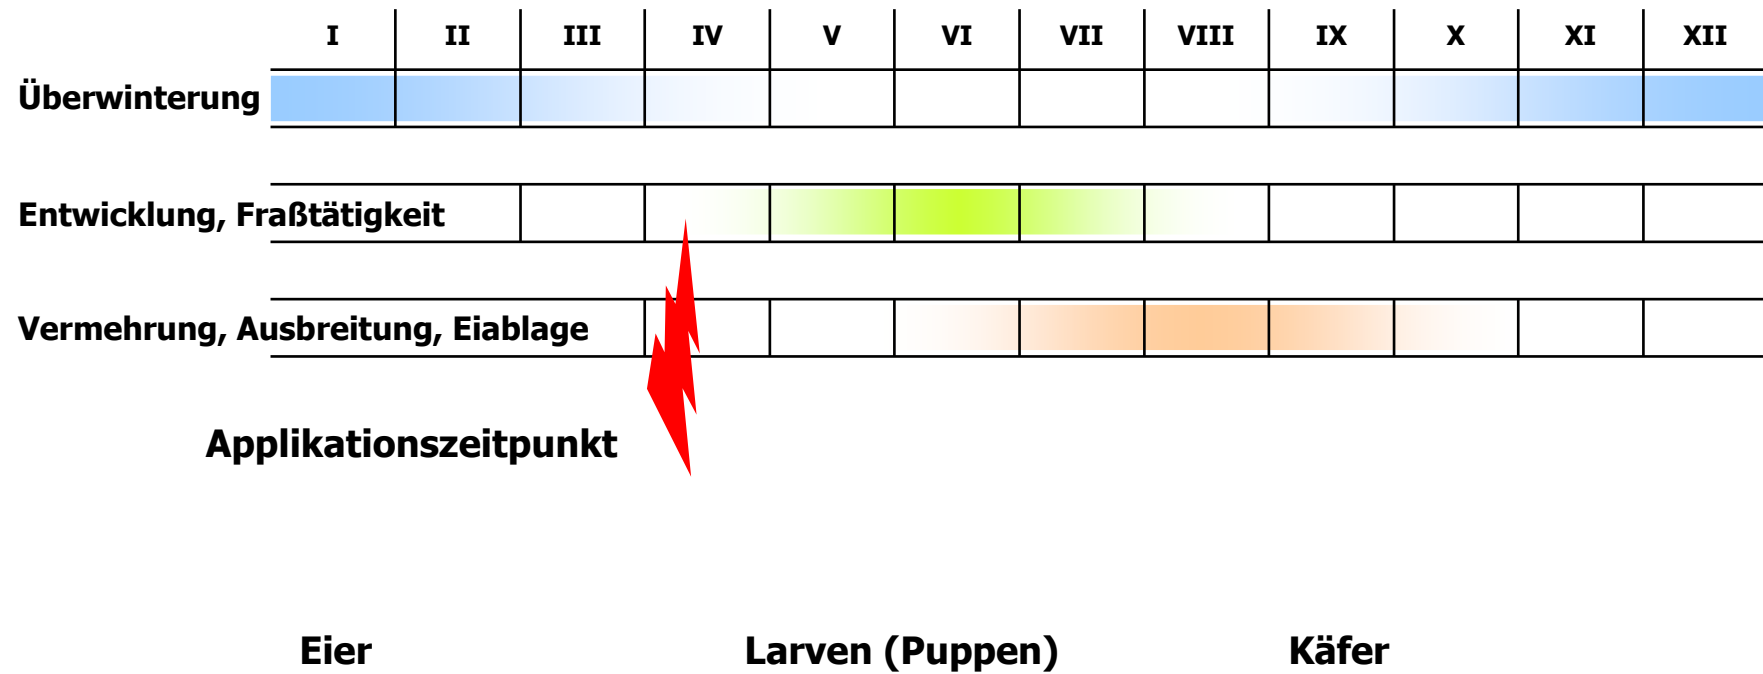 I II III IV V VI VII VIII IX X XI XII
Überwinterung
Entwicklung, Fraßtätigkeit
Vermehrung, Ausbreitung, Eiablage
Applikationszeitpunkt
Eier Larven (Puppen) Käfer